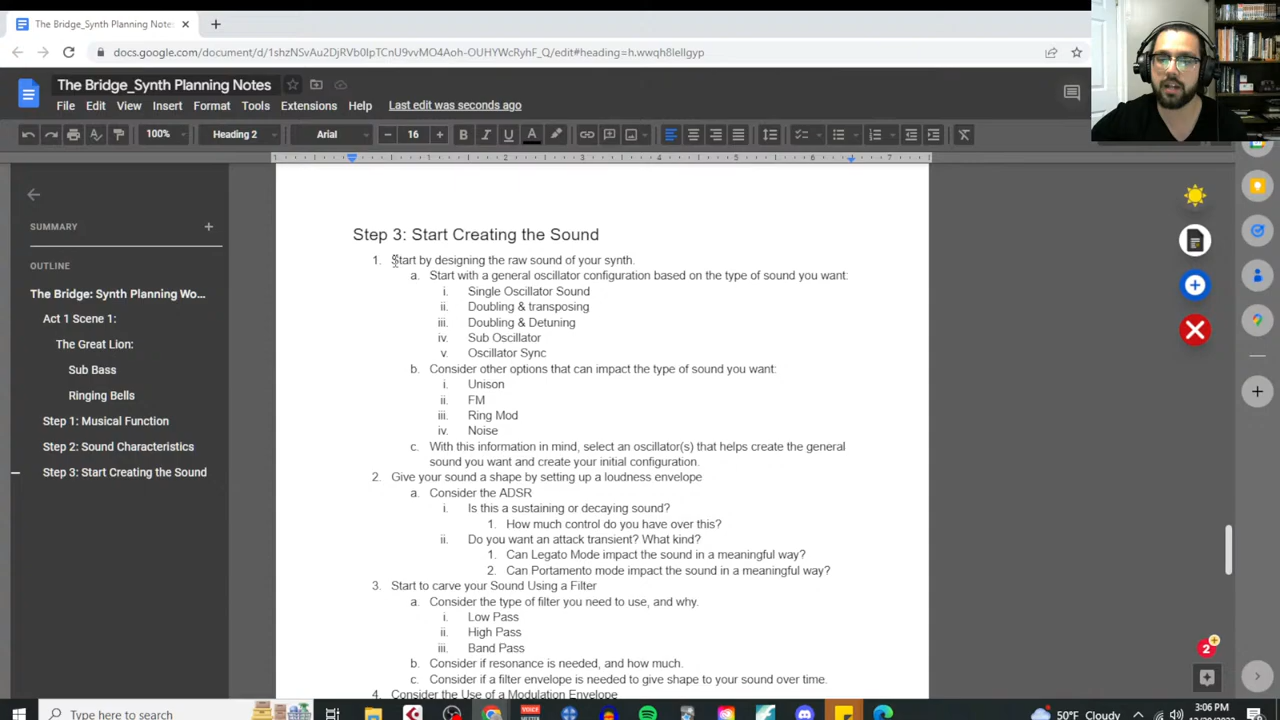 The Bridge_Synth Planning Notes
docs.google.com/document/d/1shzNSvAu2DjRVb0IpTCnU9vvMO4Aoh-OUHYWcRyhF_Q/edit#heading=h.wwqh8lellgyp
The Bridge_Synth Planning Notes
File Edit View Insert Format Tools Extensions Help Last edit was seconds ago
100% Heading 2 Arial 16
1 1 2 3 4 5 6 7
SUMMARY
OUTLINE
The Bridge: Synth Planning Wo...
Act 1 Scene 1:
The Great Lion:
Sub Bass
Ringing Bells
Step 1: Musical Function
Step 2: Sound Characteristics
Step 3: Start Creating the Sound
Step 3: Start Creating the Sound
1. Start by designing the raw sound of your synth.
a. Start with a general oscillator configuration based on the type of sound you want:
i. Single Oscillator Sound
ii. Doubling & transposing
iii. Doubling & Detuning
iv. Sub Oscillator
v. Oscillator Sync
b. Consider other options that can impact the type of sound you want:
i. Unison
ii. FM
iii. Ring Mod
iv. Noise
c. With this information in mind, select an oscillator(s) that helps create the general
sound you want and create your initial configuration.
2. Give your sound a shape by setting up a loudness envelope
a. Consider the ADSR
i. Is this a sustaining or decaying sound?
1. How much control do you have over this?
ii. Do you want an attack transient? What kind?
1. Can Legato Mode impact the sound in a meaningful way?
2. Can Portamento mode impact the sound in a meaningful way?
3. Start to carve your Sound Using a Filter
a. Consider the type of filter you need to use, and why.
i. Low Pass
ii. High Pass
iii. Band Pass
b. Consider if resonance is needed, and how much.
c. Consider if a filter envelope is needed to give shape to your sound over time.
4. Consider the Use of a Modulation Envelope
2
Type here to search
50°F Cloudy
3:06 PM